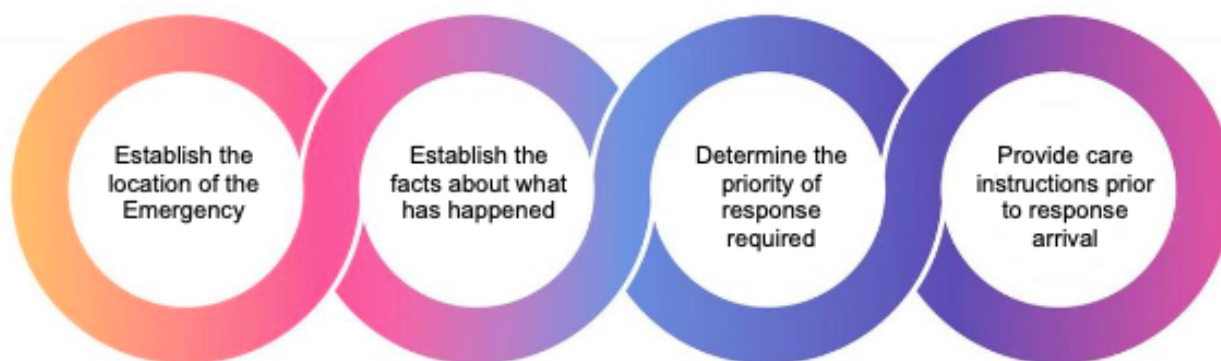 Establish the
location of the
Emergency
Establish the
facts about what
has happened
Determine the
priority of
response
required
Provide care
instructions prior
to response
arrival